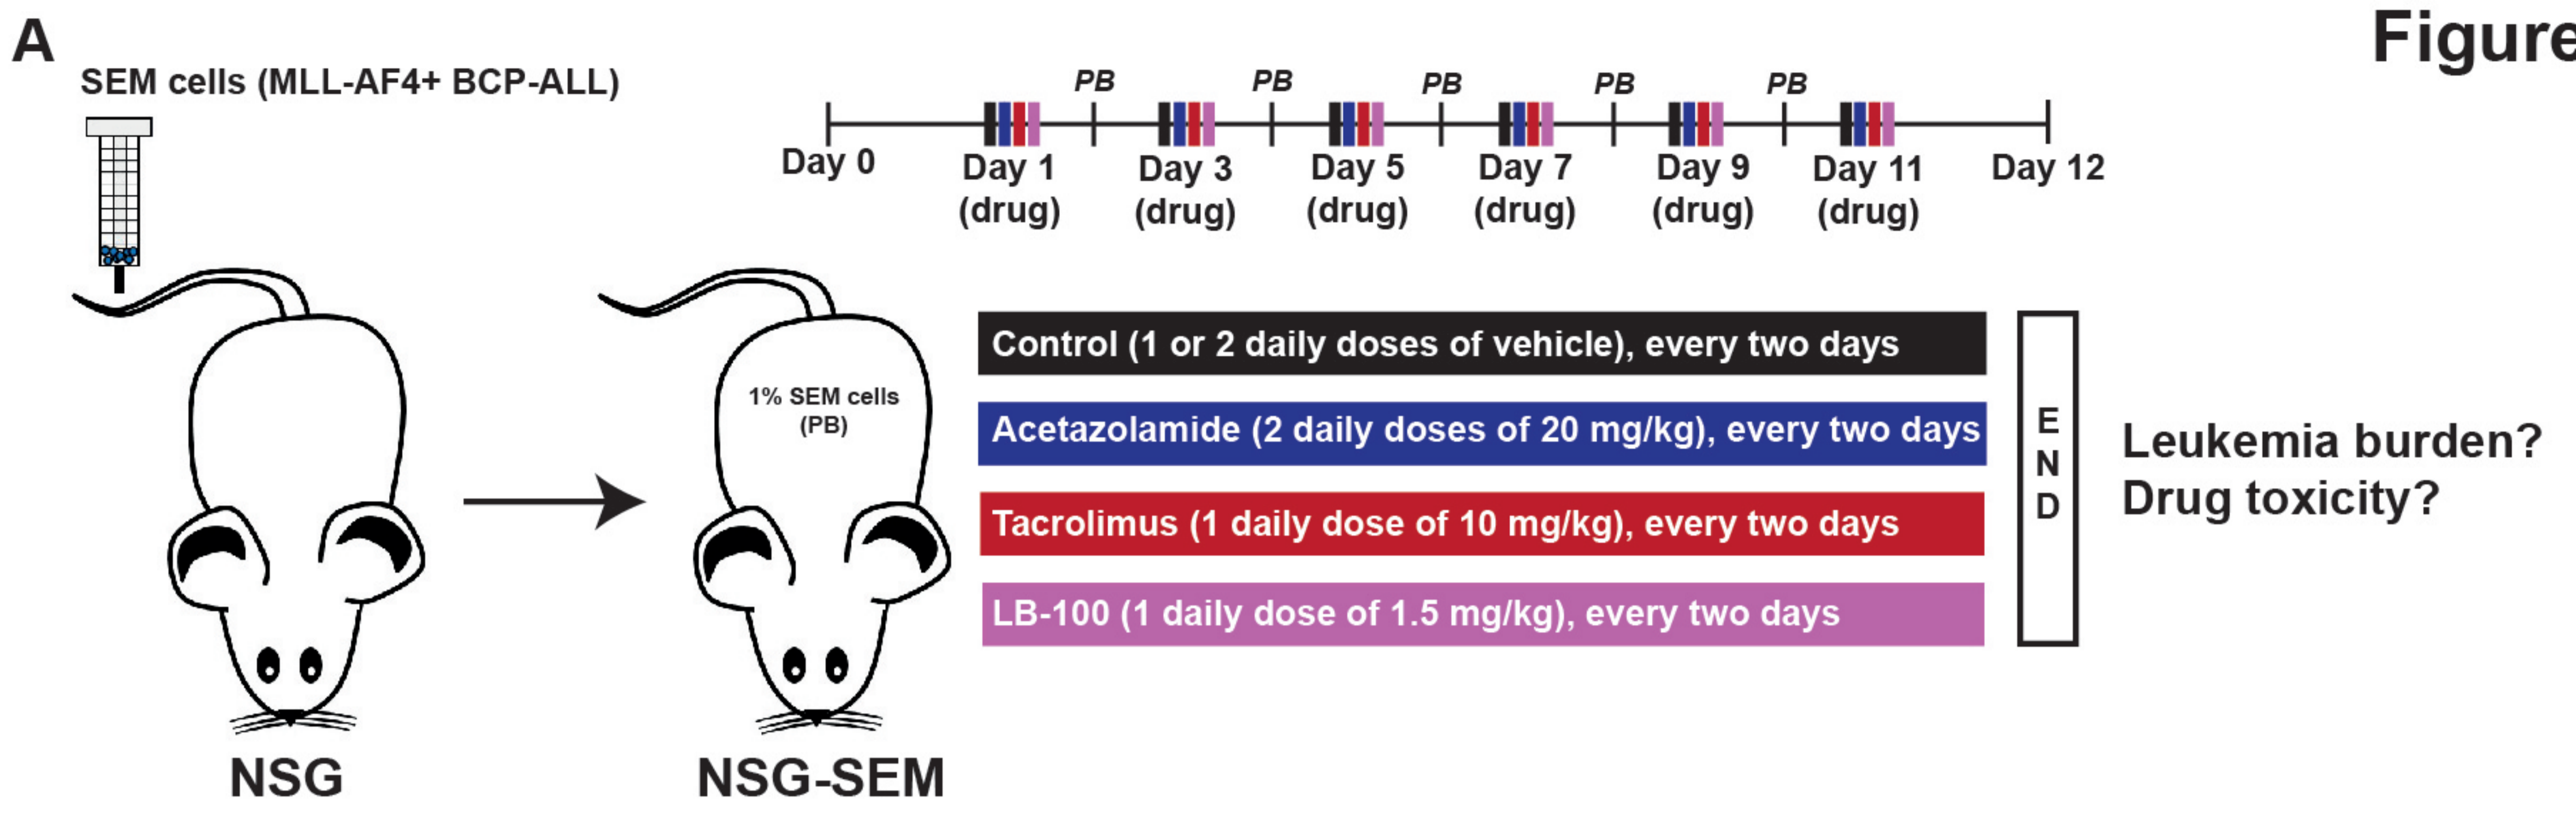 A
Figure
SEM cells (MLL-AF4+ BCP-ALL)
PB PB PB PB PB
Day 0 Day 1 Day 3 Day 5 Day 7 Day 9 Day 11 Day 12
(drug) (drug) (drug) (drug) (drug) (drug)
1% SEM cells
(PB)
Control (1 or 2 daily doses of vehicle), every two days
Acetazolamide (2 daily doses of 20 mg/kg), every two days
Tacrolimus (1 daily dose of 10 mg/kg), every two days
LB-100 (1 daily dose of 1.5 mg/kg), every two days
E
N
D
Leukemia burden?
Drug toxicity?
NSG
NSG-SEM